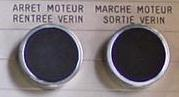 ARRET MOTEUR
RENTREE VERIN
MARCHE MOTEUR
SORTIE VERIN